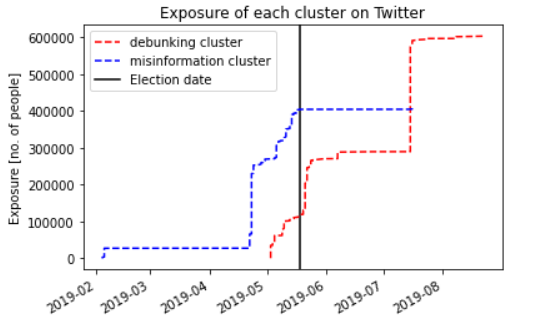 Exposure of each cluster on Twitter
debunking cluster
misinformation cluster
Election date
Exposure [no. of people]
600000
500000
400000
300000
200000
100000
0
2019-02
2019-03
2019-04
2019-05
2019-06
2019-07
2019-08